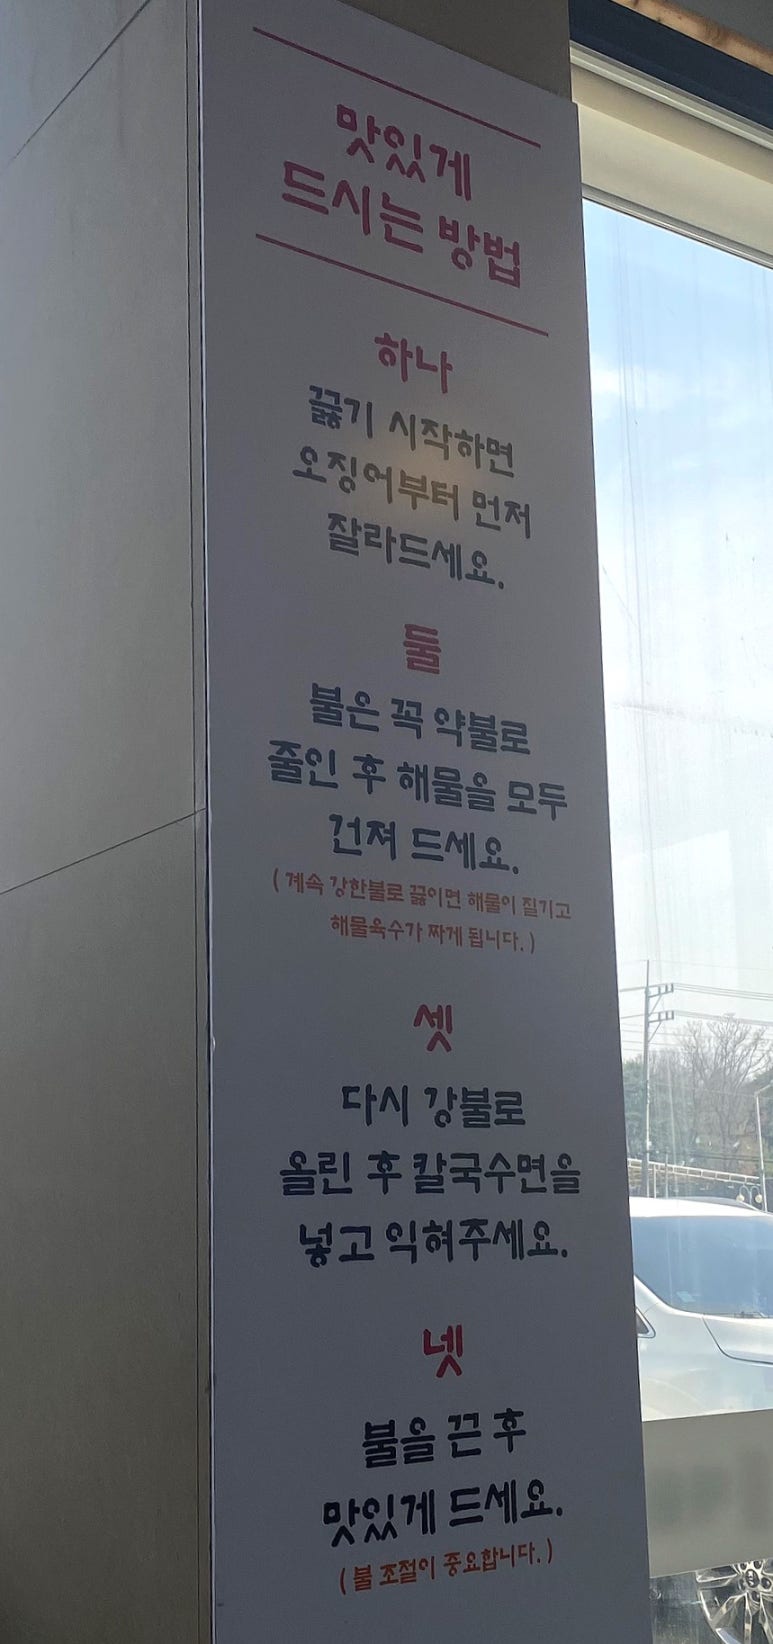 맛있게
드시는 방법
하나
끓기 시작하면
오징어부터 먼저
잘라드세요.
둘
불은 꼭 약불로
줄인 후 해물을 모두
건져 드세요.
( 계속 강한불로 끓이면 해물이 질기고
해물육수가 짜게 됩니다. )
셋
다시 강불로
올린 후 칼국수면을
넣고 익혀주세요.
넷
불을 끈 후
맛있게 드세요.
( 불 조절이 중요합니다. )